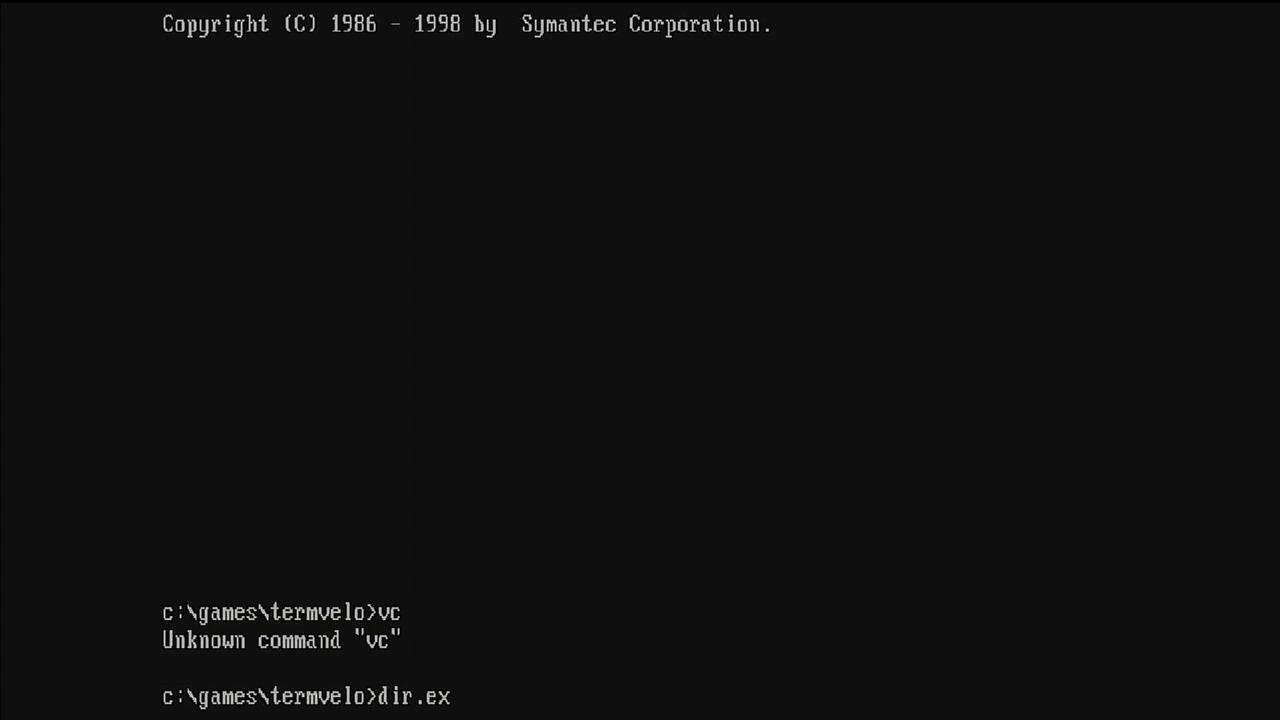 Copyright (C) 1986 - 1998 by  Symantec Corporation.
c:\games\termvelo>vc
Unknown command "vc"
c:\games\termvelo>dir.ex